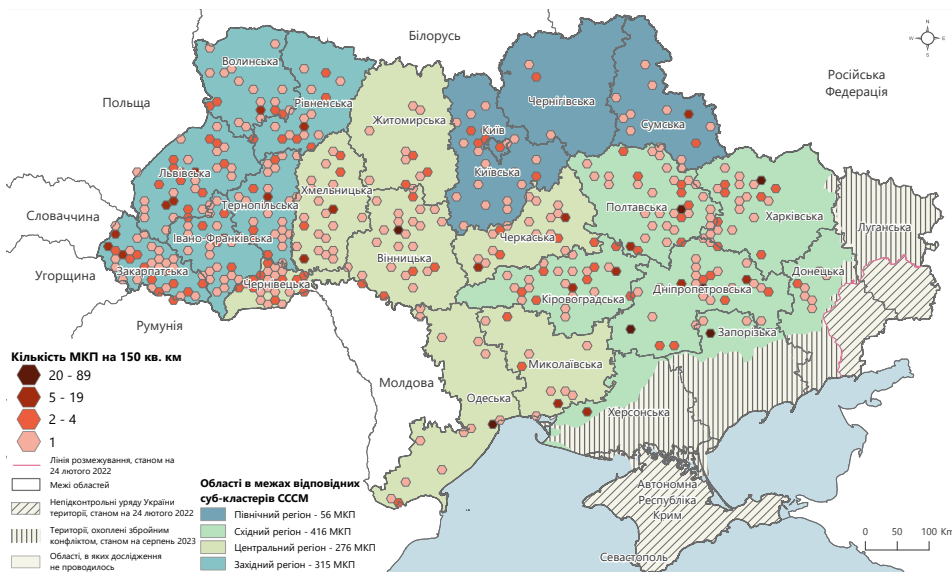 Білорусь
N
W
E
S
Російська
Федерація
Польща
Словаччина
Угорщина
Румунія
Молдова
Волинська
Рівненська
Житомирська
Київ
Київська
Чернігівська
Сумська
Львівська
Тернопільська
Хмельницька
Івано-Франківська
Закарпатська
Чернівецька
Вінницька
Черкаська
Полтавська
Харківська
Луганська
Донецька
Дніпропетровська
Кіровоградська
Запорізька
Миколаївська
Одеська
Херсонська
Автономна
Республіка
Крим
Севастополь
Кількість МКП на 150 кв. км
20 - 89
5 - 19
2 - 4
1
Лінія розмежування, станом на
24 лютого 2022
Межі областей
Непідконтрольні уряду України
території, станом на 24 лютого 2022
Території, охоплені збройним
конфліктом, станом на серпень 2023
Області, в яких дослідження
не проводилось
Області в межах відповідних
суб-кластерів СССМ
Північний регіон - 56 МКП
Східний регіон - 416 МКП
Центральний регіон - 276 МКП
Західний регіон - 315 МКП
0 50 100 Km